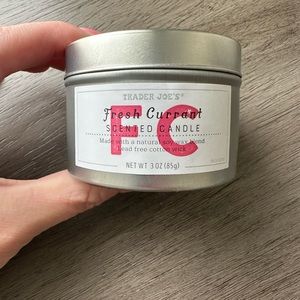 TRADER JOE'S®
Fresh Currant
SCENTED CANDLE
FC
Made with a natural soy wax blend
Lead free cotton wick
NET WT 3 OZ (85g)